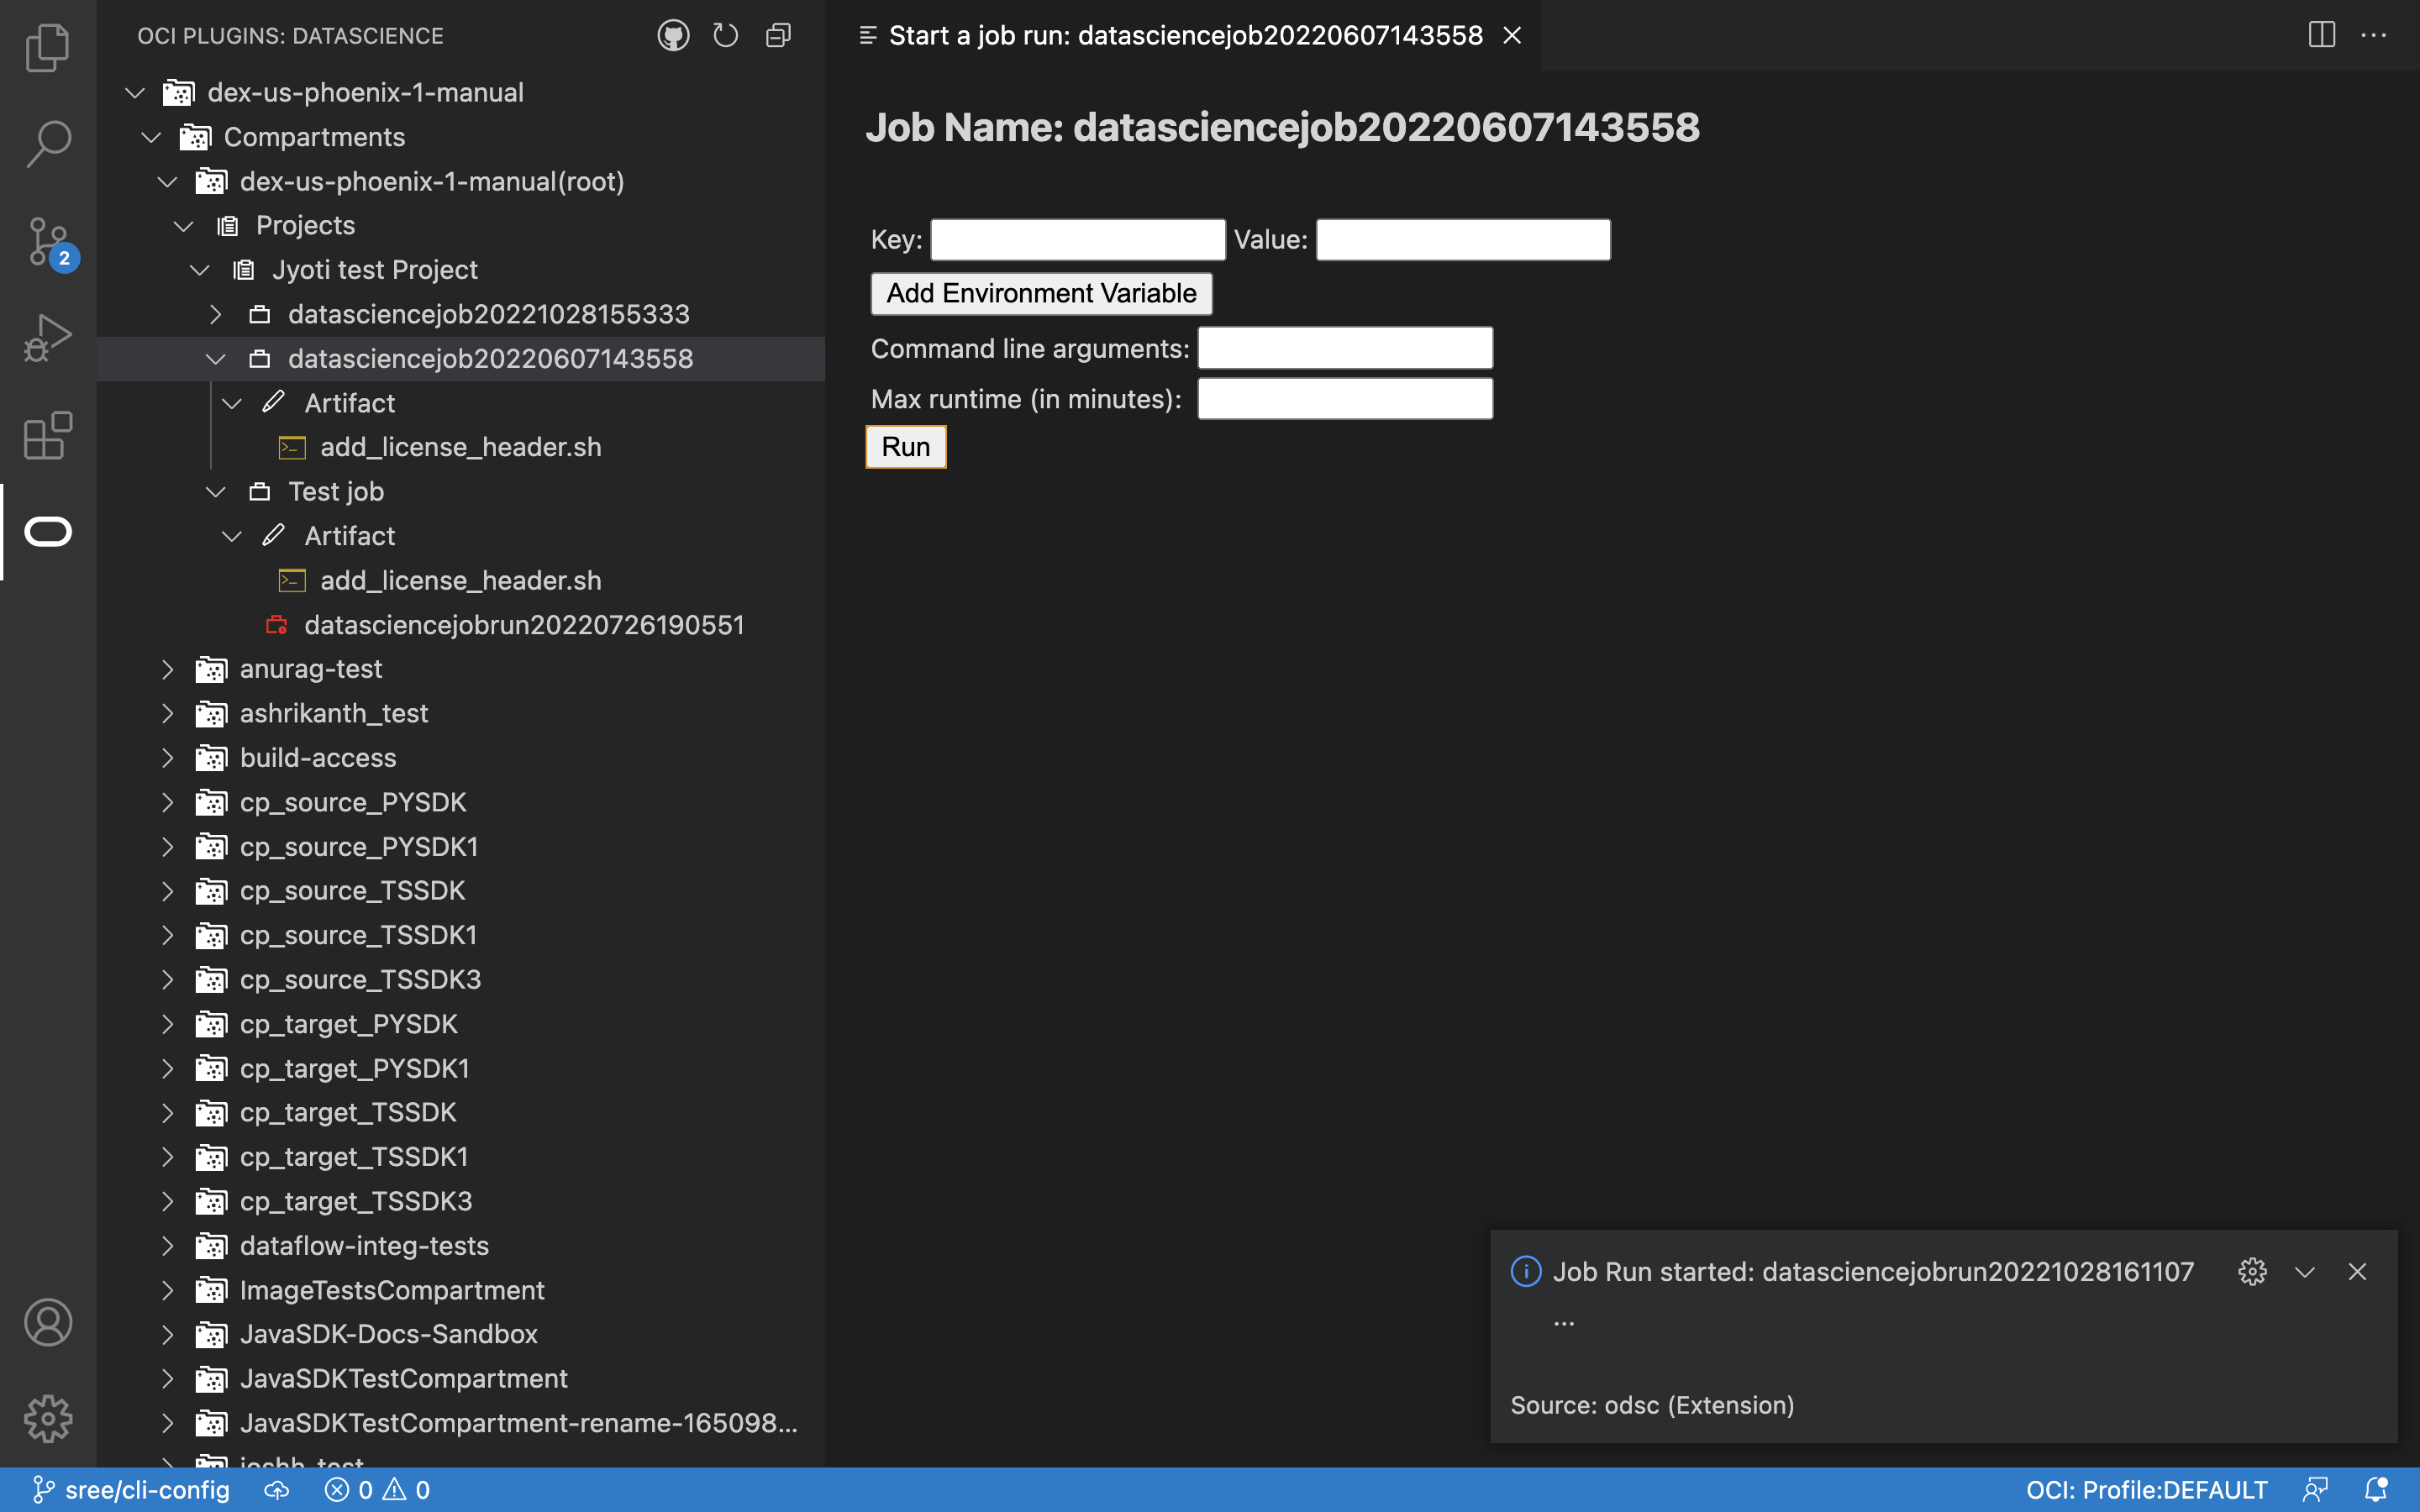 OCI PLUGINS: DATASCIENCE
dex-us-phoenix-1-manual
Compartments
dex-us-phoenix-1-manual(root)
Projects
Jyoti test Project
datasciencejob20221028155333
datasciencejob20220607143558
Artifact
add_license_header.sh
Test job
Artifact
add_license_header.sh
datasciencejobrun20220726190551
anurag-test
ashrikanth_test
build-access
cp_source_PYSDK
cp_source_PYSDK1
cp_source_TSSDK
cp_source_TSSDK1
cp_source_TSSDK3
cp_target_PYSDK
cp_target_PYSDK1
cp_target_TSSDK
cp_target_TSSDK1
cp_target_TSSDK3
dataflow-integ-tests
ImageTestsCompartment
JavaSDK-Docs-Sandbox
JavaSDKTestCompartment
JavaSDKTestCompartment-rename-165098...
2
Start a job run: datasciencejob20220607143558
Job Name: datasciencejob20220607143558
Key: Value:
Add Environment Variable
Command line arguments:
Max runtime (in minutes):
Run
Job Run started: datasciencejobrun20221028161107
...
Source: odsc (Extension)
sree/cli-config 0 0 OCI: Profile:DEFAULT